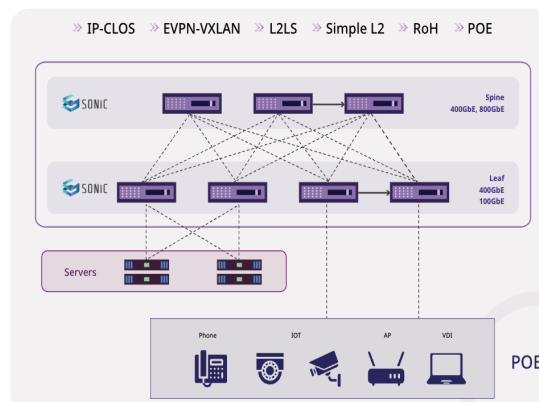 » IP-CLOS » EVPN-VXLAN » L2LS » Simple L2 » RoH » POE
SONiC
Spine
400GbE, 800GbE
SONiC
Leaf
400GbE
100GbE
Servers
Phone IOT AP VDI
POE